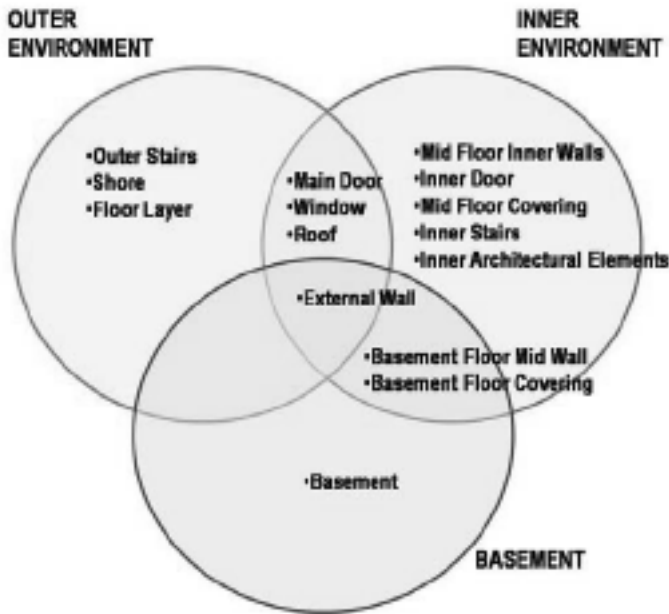 OUTER
ENVIRONMENT
INNER
ENVIRONMENT
•Outer Stairs
•Shore
•Floor Layer
•Main Door
•Window
•Roof
•Mid Floor Inner Walls
•Inner Door
•Mid Floor Covering
•Inner Stairs
•Inner Architectural Elements
•External Wall
•Basement Floor Mid Wall
•Basement Floor Covering
•Basement
BASEMENT